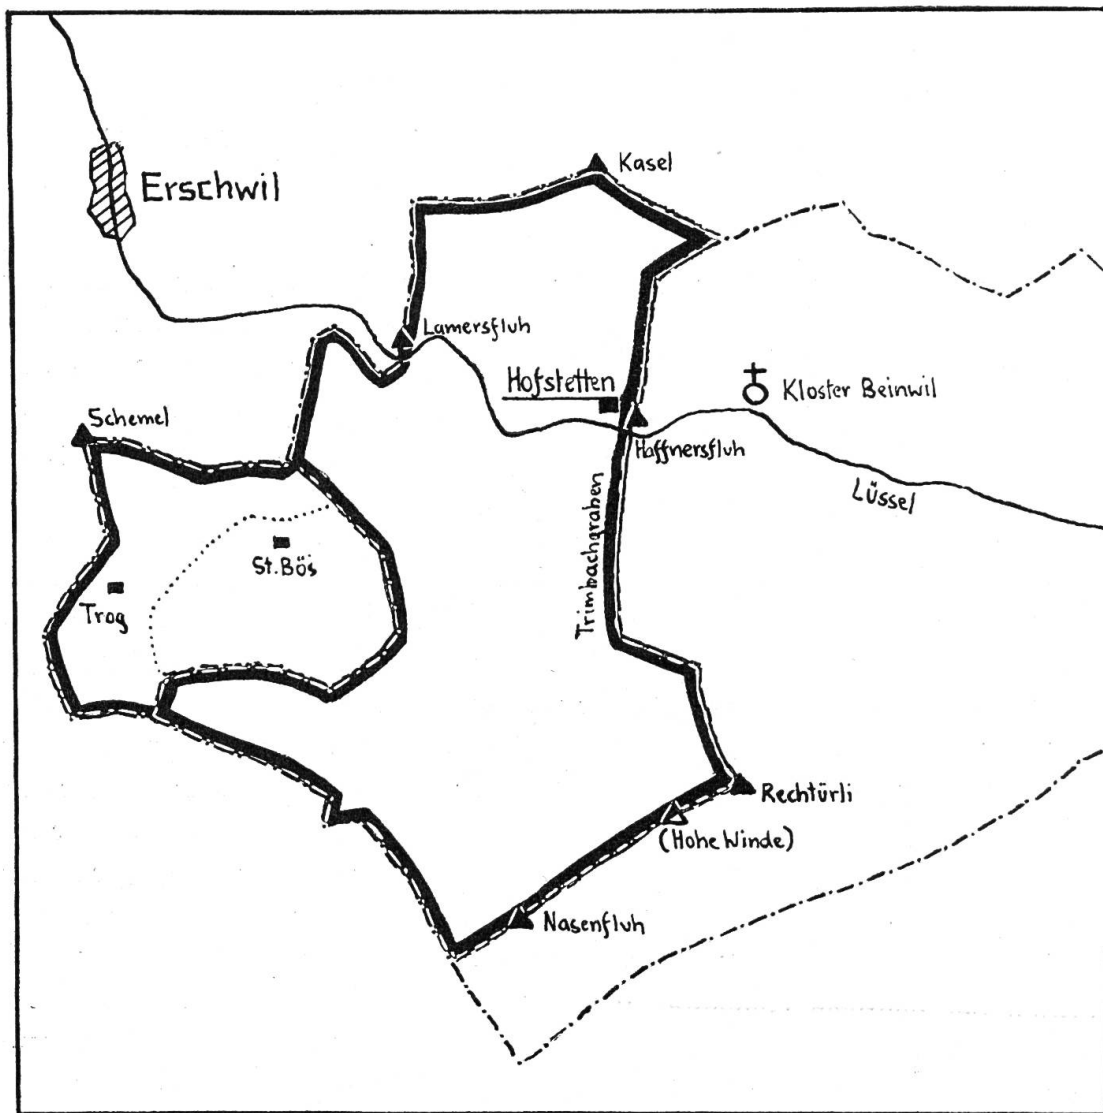 Kasel
Erschwil
Lamersfluh
Hofstetten
Kloster Beinwil
Schemel
Haffnersfluh
Lüssel
Trimbachgraben
St. Bös
Trog
Rechtürli
(Hohe Winde)
Nasenfluh